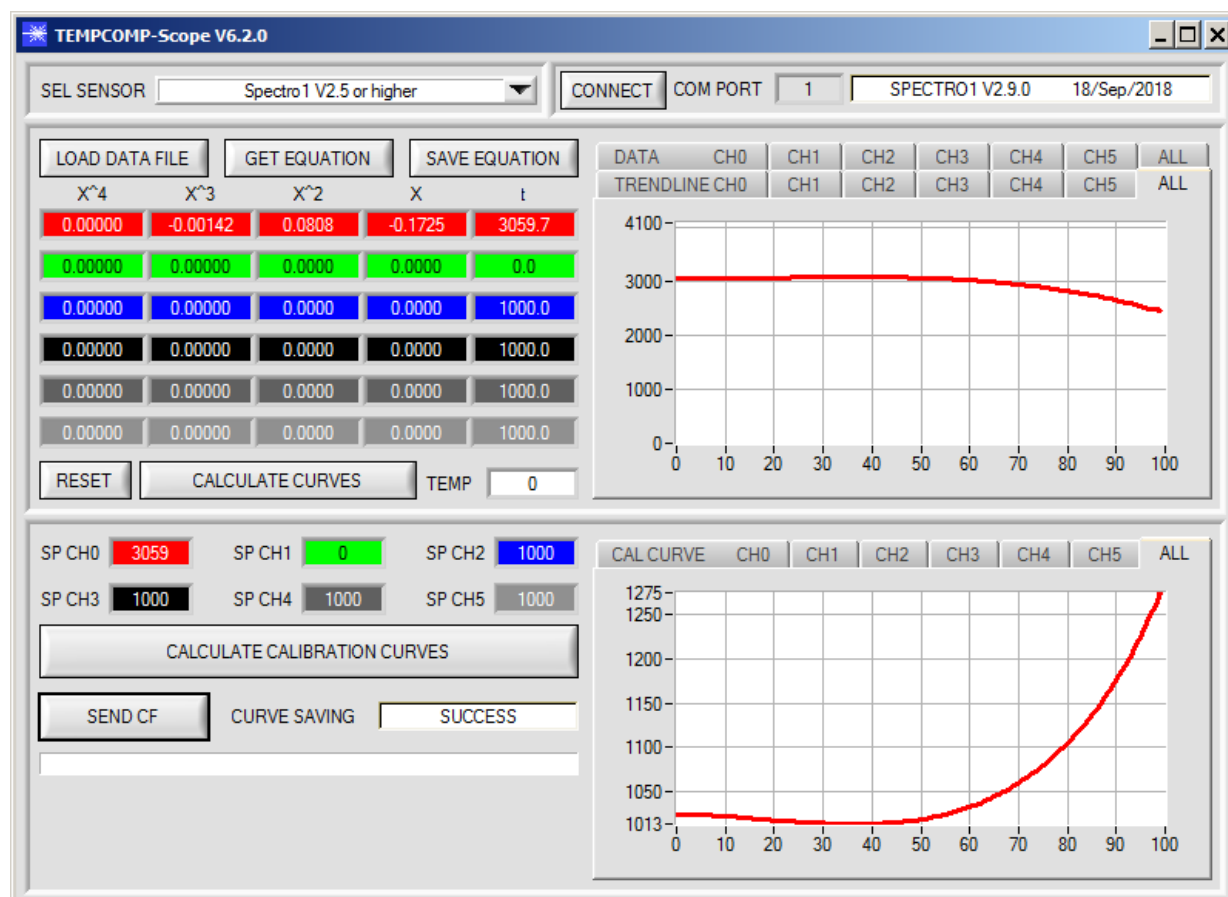 TEMPCOMP-Scope V6.2.0
SEL SENSOR Spectro1 V2.5 or higher CONNECT COM PORT 1 SPECTRO1 V2.9.0 18/Sep/2018
LOAD DATA FILE GET EQUATION SAVE EQUATION
X^4 X^3 X^2 X t
0.00000 -0.00142 0.0808 -0.1725 3059.7
0.00000 0.00000 0.0000 0.0000 0.0
0.00000 0.00000 0.0000 0.0000 1000.0
0.00000 0.00000 0.0000 0.0000 1000.0
0.00000 0.00000 0.0000 0.0000 1000.0
0.00000 0.00000 0.0000 0.0000 1000.0
RESET CALCULATE CURVES TEMP 0
DATA CH0 CH1 CH2 CH3 CH4 CH5 ALL
TRENDLINE CH0 CH1 CH2 CH3 CH4 CH5 ALL
4100
3000
2000
1000
0
0 10 20 30 40 50 60 70 80 90 100
SP CH0 3059 SP CH1 0 SP CH2 1000
SP CH3 1000 SP CH4 1000 SP CH5 1000
CALCULATE CALIBRATION CURVES
SEND CF CURVE SAVING SUCCESS
CAL CURVE CH0 CH1 CH2 CH3 CH4 CH5 ALL
1275
1250
1200
1150
1100
1050
1013
0 10 20 30 40 50 60 70 80 90 100